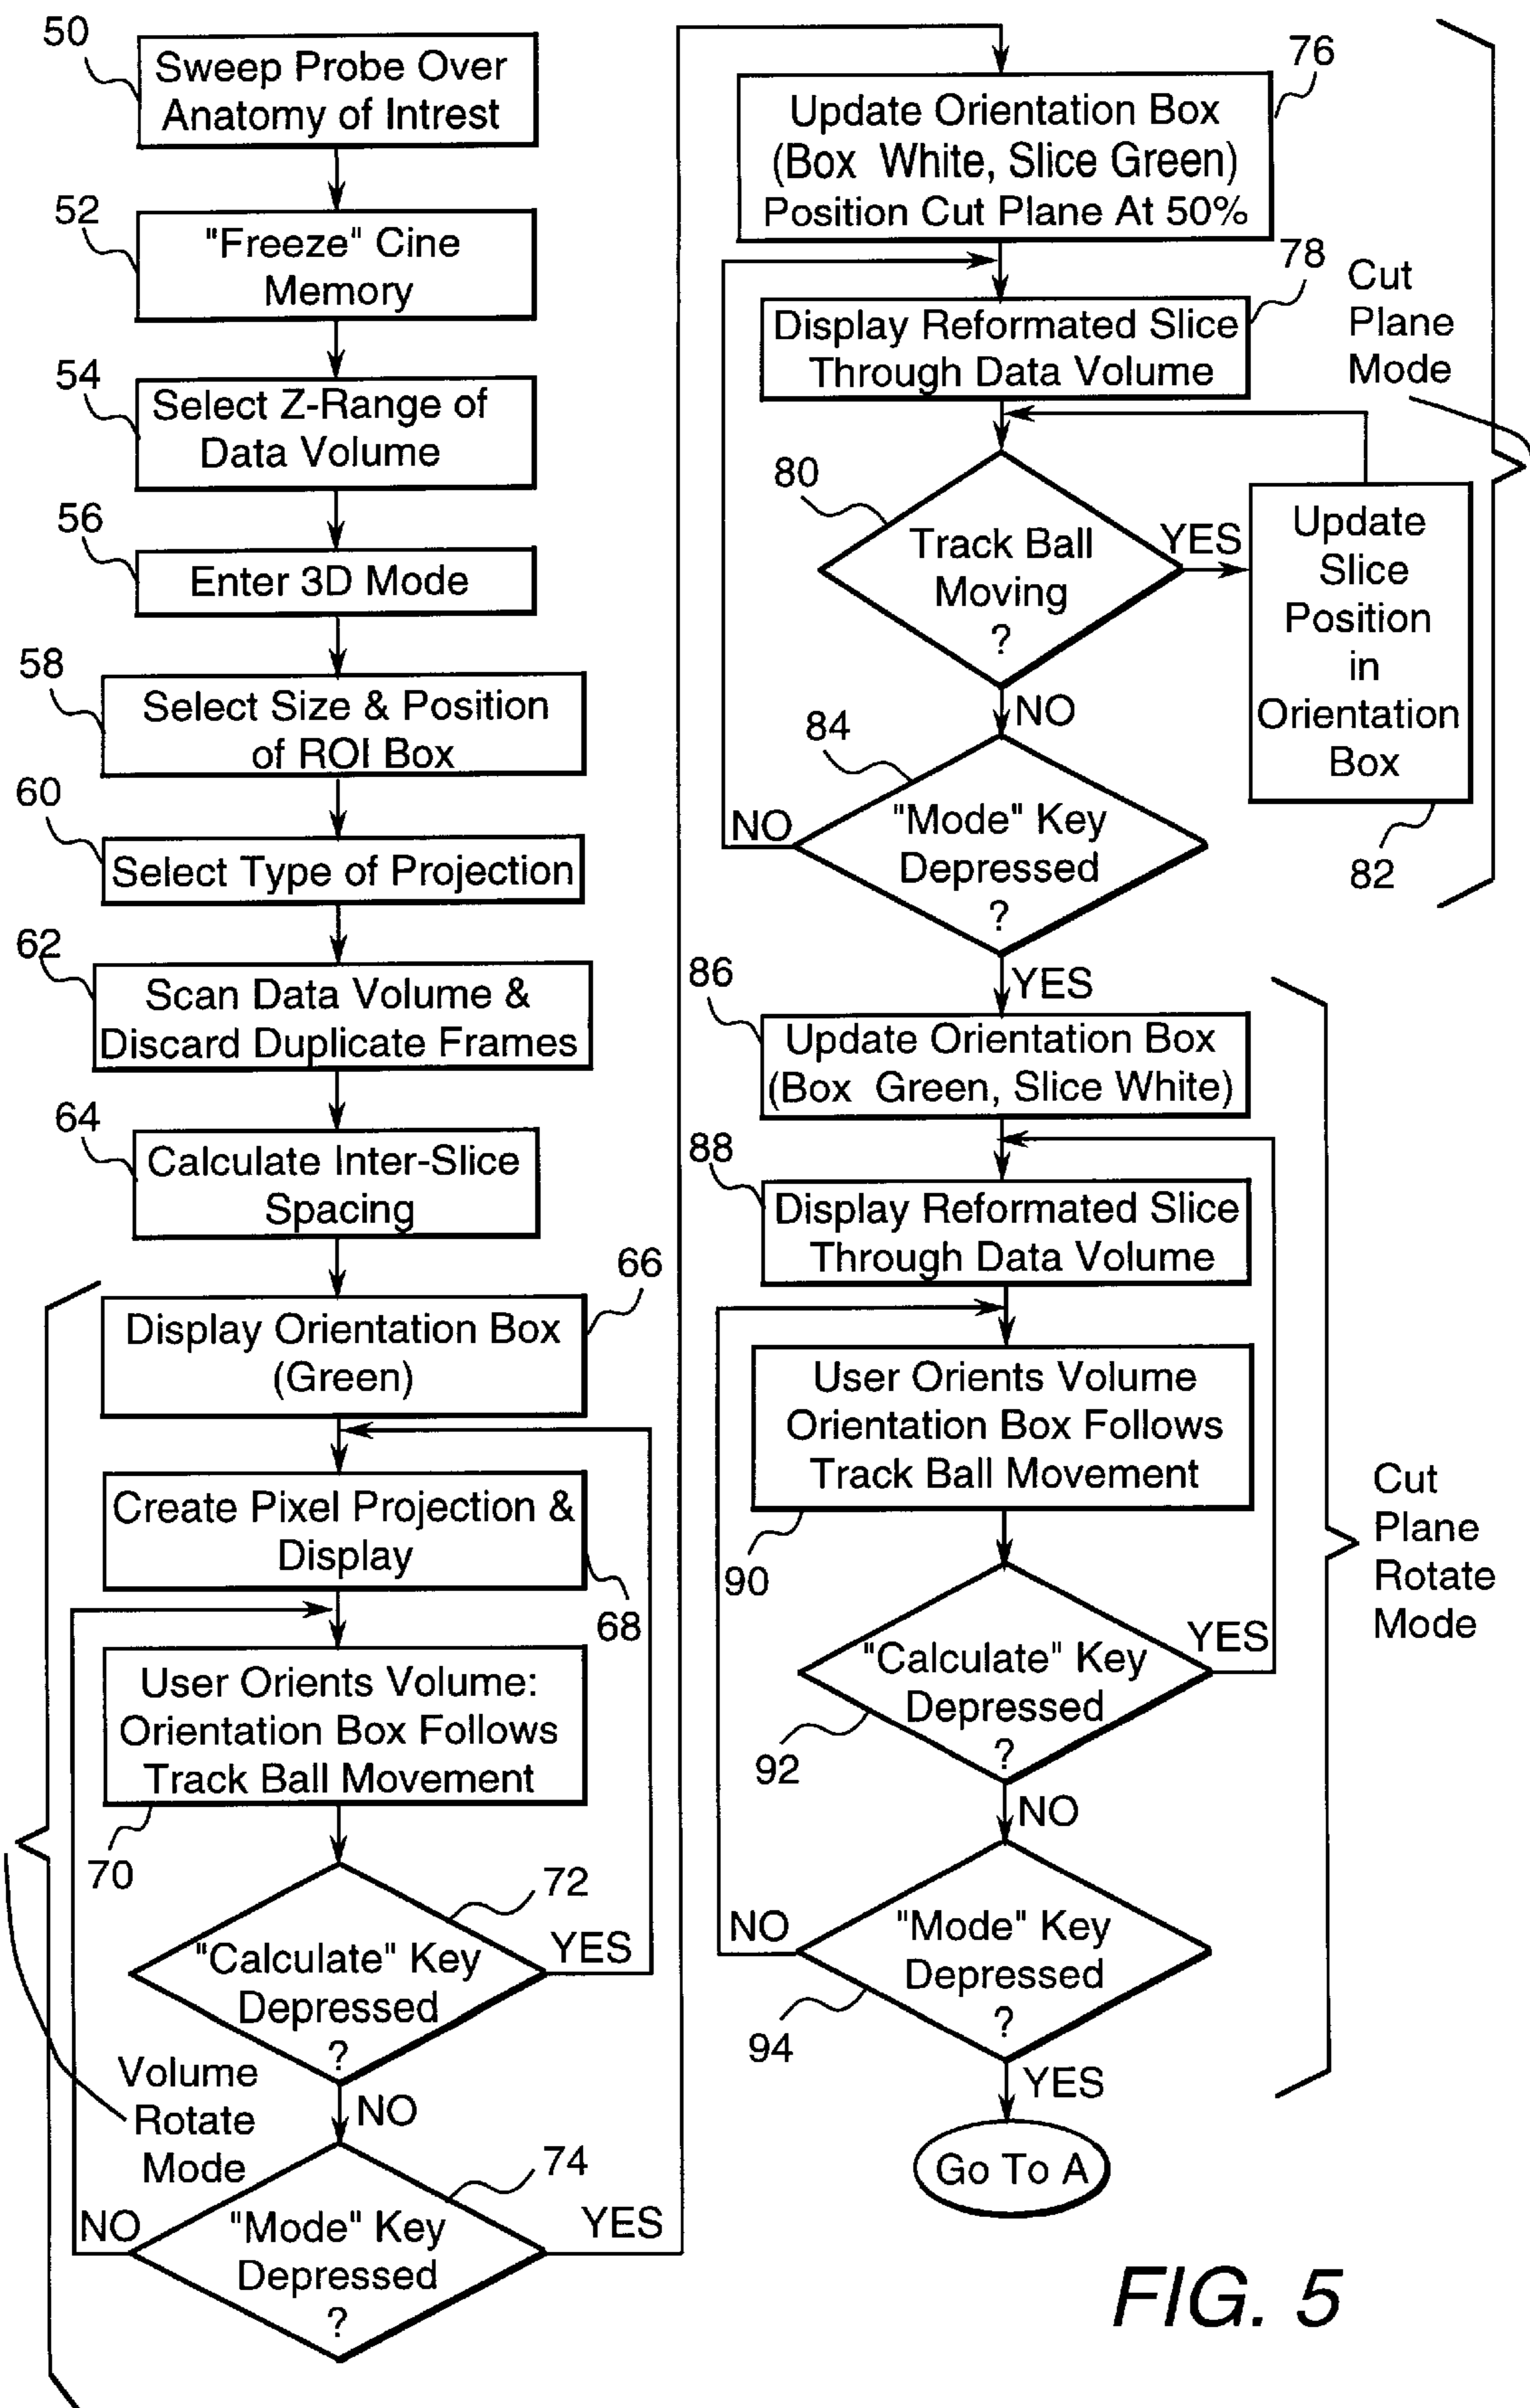 50
Sweep Probe Over
Anatomy of Intrest
52
"Freeze" Cine
Memory
54
Select Z-Range of
Data Volume
56
Enter 3D Mode
58
Select Size & Position
of ROI Box
60
Select Type of Projection
62
Scan Data Volume &
Discard Duplicate Frames
64
Calculate Inter-Slice
Spacing
66
Display Orientation Box
(Green)
Create Pixel Projection &
Display
68
User Orients Volume:
Orientation Box Follows
Track Ball Movement
70
72
"Calculate" Key
Depressed
?
YES
NO
Volume
Rotate
Mode
74
"Mode" Key
Depressed
?
NO
YES
76
Update Orientation Box
(Box White, Slice Green)
Position Cut Plane At 50%
78
Display Reformated Slice
Through Data Volume
Cut
Plane
Mode
80
Track Ball
Moving
?
YES
NO
Update
Slice
Position
in
Orientation
Box
82
84
"Mode" Key
Depressed
?
NO
YES
86
Update Orientation Box
(Box Green, Slice White)
88
Display Reformated Slice
Through Data Volume
User Orients Volume
Orientation Box Follows
Track Ball Movement
90
Cut
Plane
Rotate
Mode
"Calculate" Key
Depressed
?
YES
92
NO
"Mode" Key
Depressed
?
NO
94
YES
Go To A
FIG. 5